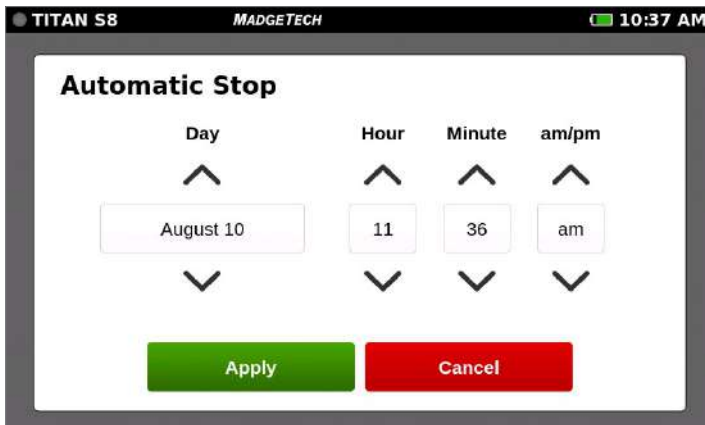 TITAN S8 MADGETECH 10:37 AM
Automatic Stop
Day Hour Minute am/pm
August 10 11 36 am
Apply Cancel